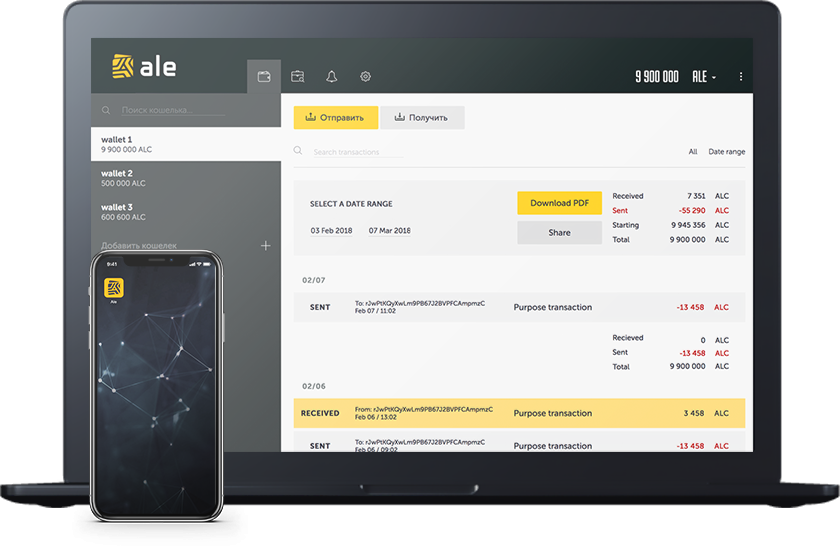 ale
9 900 000 ALE
Поиск кошелька...
wallet 1
9 900 000 ALC
wallet 2
500 000 ALC
wallet 3
600 600 ALC
Добавить кошелек +
Отправить
Получить
Search transactions
All Date range
SELECT A DATE RANGE
03 Feb 2018 07 Mar 2018
Download PDF
Share
Received 7 351 ALC
Sent -55 290 ALC
Starting 9 945 356 ALC
Total 9 900 000 ALC
02/07
SENT
To: rJwPtKQyXwLm9PB67J2BVPFCAmpmzC
Feb 07 / 11:02
Purpose transaction
-13 458 ALC
Recieved 0 ALC
Sent -13 458 ALC
Total 9 900 000 ALC
02/06
RECEIVED
From: rJwPtKQyXwLm9PB67J2BVPFCAmpmzC
Feb 06 / 13:02
Purpose transaction
3 458 ALC
SENT
To: rJwPtKQyXwLm9PB67J2BVPFCAmpmzC
Feb 06 / 09:02
Purpose transaction
-13 458 ALC
9:41
Ale